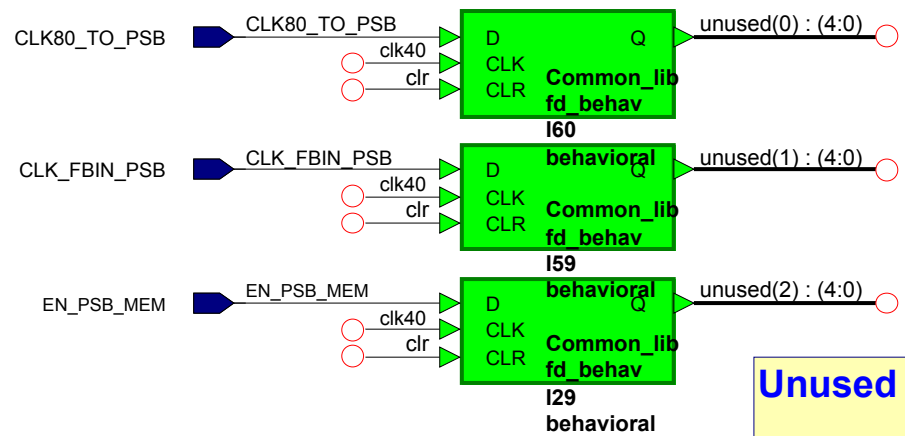 CLK80_TO_PSB
CLK80_TO_PSB
clk40
clr
D
CLK
CLR
Q
Common_lib
fd_behav
I60
behavioral
unused(0) : (4:0)
CLK_FBIN_PSB
CLK_FBIN_PSB
clk40
clr
D
CLK
CLR
Q
Common_lib
fd_behav
I59
behavioral
unused(1) : (4:0)
EN_PSB_MEM
EN_PSB_MEM
clk40
clr
D
CLK
CLR
Q
Common_lib
fd_behav
I29
behavioral
unused(2) : (4:0)
Unused